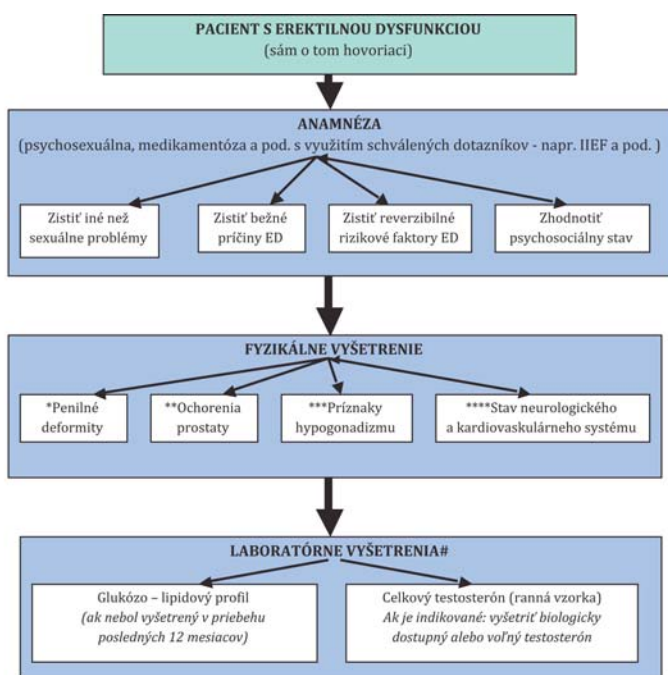 PACIENT S EREKTILNOU DYSFUNKCIOU
(sám o tom hovoriaci)
ANAMNÉZA
(psychosexuálna, medikamentóza a pod. s využitím schválených dotazníkov - napr. IIEF a pod. )
Zistiť iné než
sexuálne problémy
Zistiť bežné
príčiny ED
Zistiť reverzibilné
rizikové faktory ED
Zhodnotiť
psychosociálny stav
FYZIKÁLNE VYŠETRENIE
*Penilné
deformity
**Ochorenia
prostaty
***Príznaky
hypogonadizmu
****Stav neurologického
a kardiovaskulárneho systému
LABORATÓRNE VYŠETRENIA#
Glukózo – lipidový profil
(ak nebol vyšetrený v priebehu
posledných 12 mesiacov)
Celkový testosterón (ranná vzorka)
Ak je indikované: vyšetriť biologicky
dostupný alebo voľný testosterón